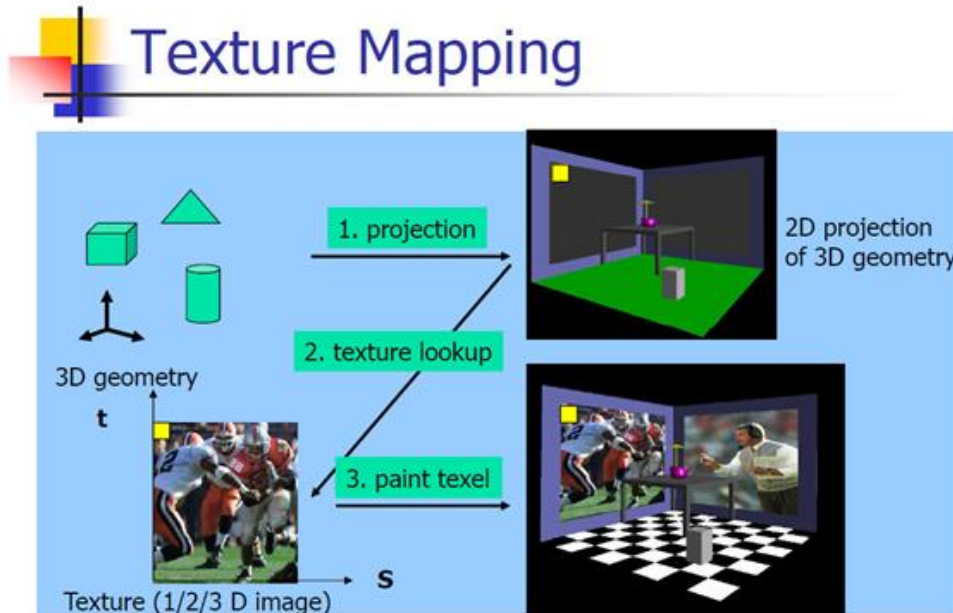 Texture Mapping
1. projection
2D projection
of 3D geometry
2. texture lookup
3D geometry
t
3. paint texel
s
Texture (1/2/3 D image)